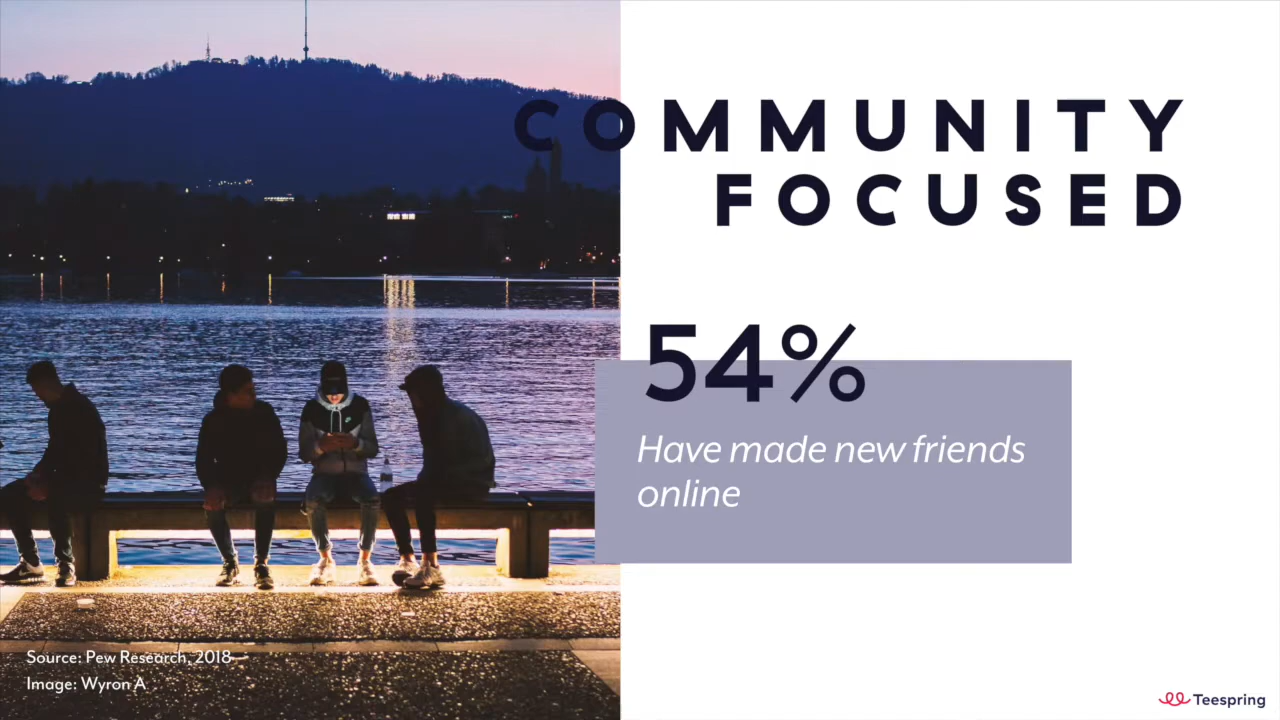 COMMUNITY
FOCUSED
54%
Have made new friends
online
Source: Pew Research, 2018
Image: Wyron A
Teespring